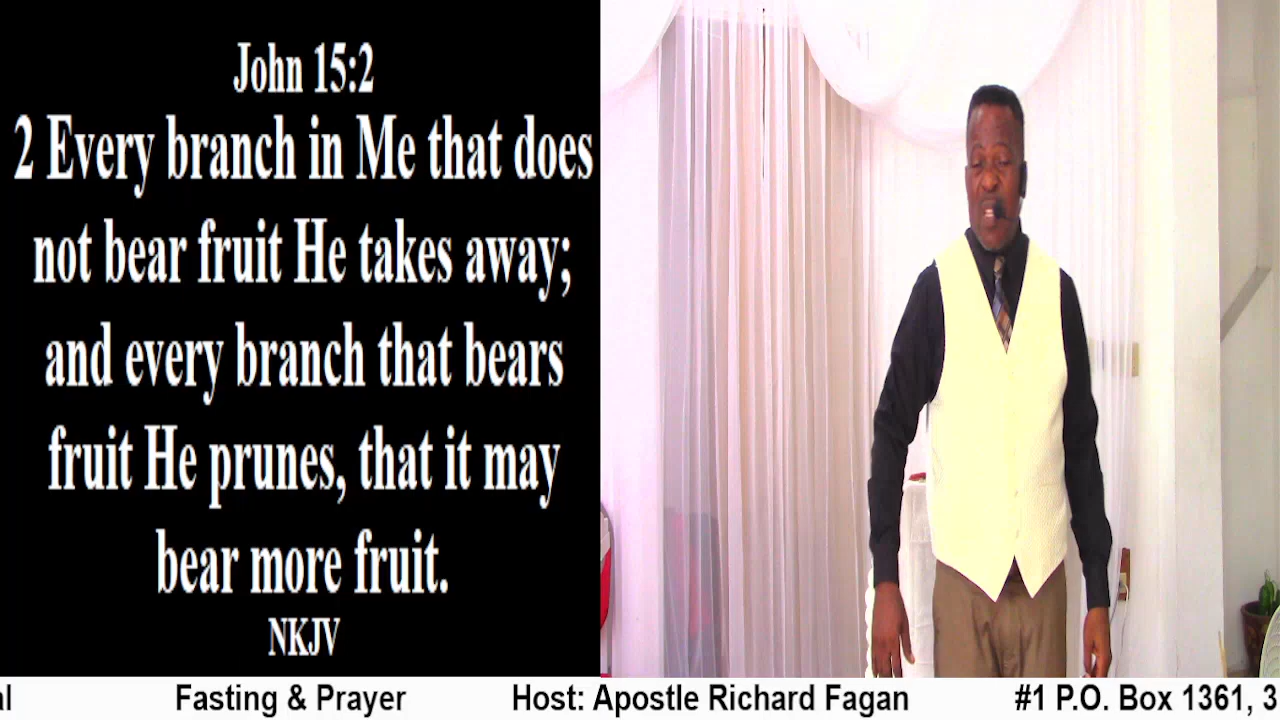 John 15:2
2 Every branch in Me that does
not bear fruit He takes away;
and every branch that bears
fruit He prunes, that it may
bear more fruit.
NKJV
al Fasting & Prayer Host: Apostle Richard Fagan #1 P.O. Box 1361, 3